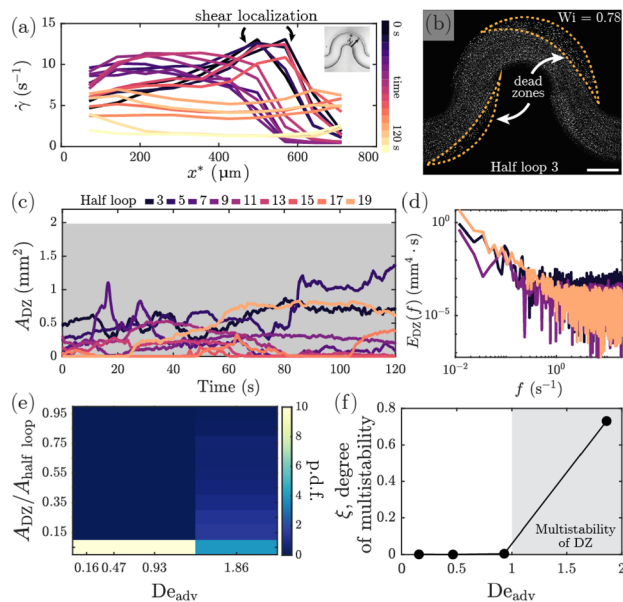 (a)
shear localization
γ̇ (s⁻¹)
15
10
5
0
0 200 400 600 800
x* (μm)
0 s
time
120 s
(b)
Wi = 0.78
dead
zones
Half loop 3
(c)
Half loop 3 5 7 9 11 13 15 17 19
A_DZ (mm²)
2
1.5
1
0.5
0
0 20 40 60 80 100 120
Time (s)
(d)
E_DZ(f) (mm⁴ · s)
10⁰
10⁻⁵
10⁻² 10⁰
f (s⁻¹)
(e)
A_DZ/A_half loop
0.95
0.75
0.55
0.35
0.15
0.16 0.47 0.93 1.86
De_adv
10
8
6
4
2
0
p.d.f.
(f)
ξ, degree
of multistability
0.8
0.6
0.4
0.2
0
0 0.5 1 1.5 2
De_adv
Multistability
of DZ